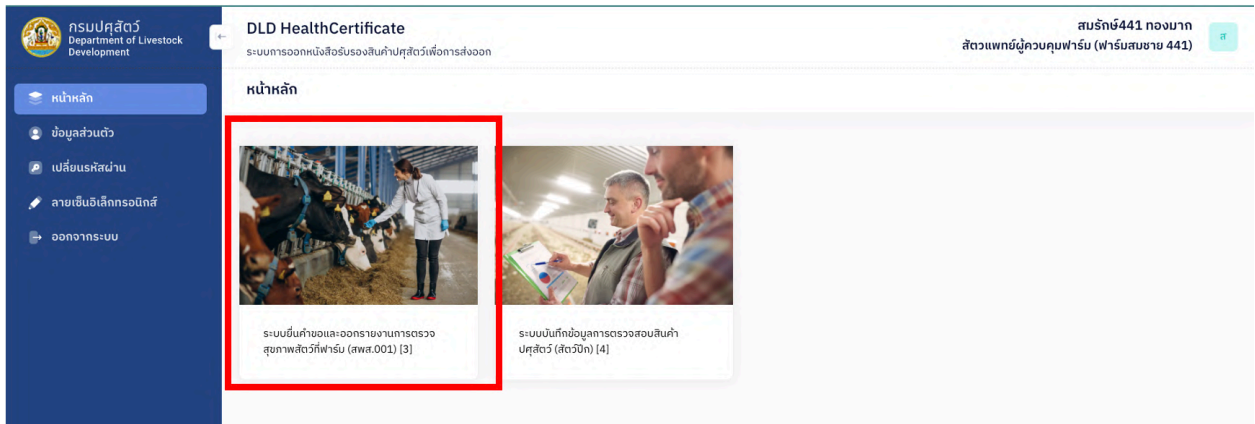 กรมปศุสัตว์
Department of Livestock
Development
DLD HealthCertificate
ระบบการออกหนังสือรับรองสินค้าปศุสัตว์เพื่อการส่งออก
สมรักษ์441 ทองมาก
สัตวแพทย์ผู้ควบคุมฟาร์ม (ฟาร์มสมชาย 441)
ส
หน้าหลัก
ข้อมูลส่วนตัว
เปลี่ยนรหัสผ่าน
ลายเซ็นอิเล็กทรอนิกส์
ออกจากระบบ
หน้าหลัก
ระบบยื่นคำขอและออกรายงานการตรวจ
สุขภาพสัตว์ที่ฟาร์ม (สพส.001) [3]
ระบบบันทึกข้อมูลการตรวจสอบสินค้า
ปศุสัตว์ (สัตว์ปีก) [4]